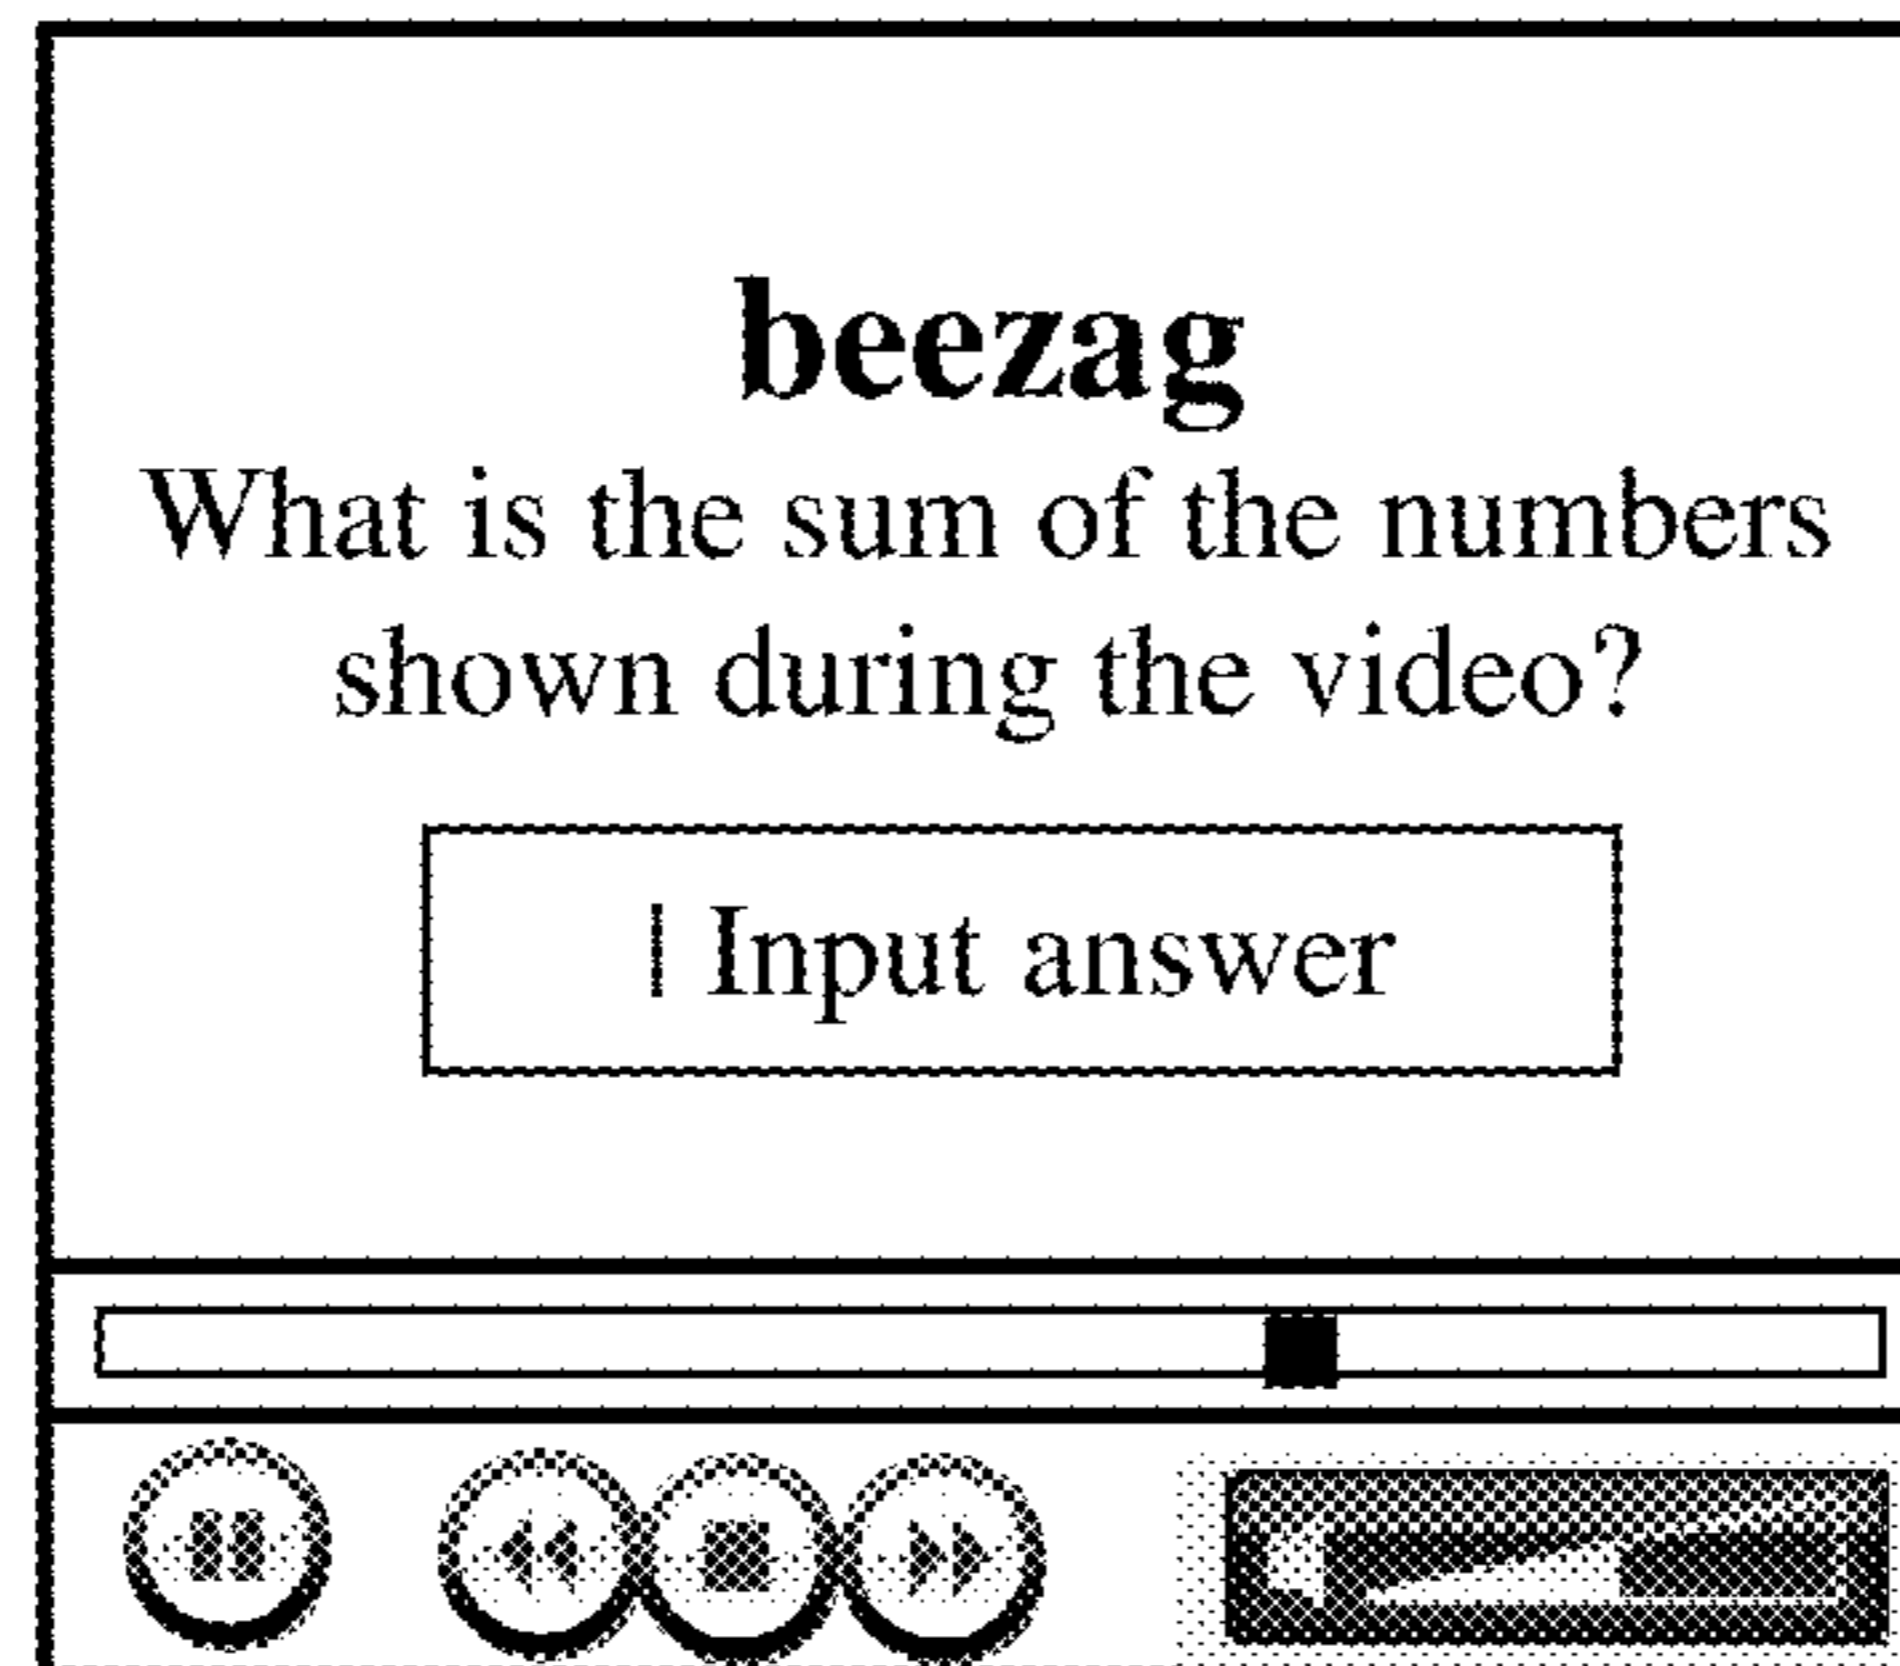 beezag
What is the sum of the numbers
shown during the video?
Input answer